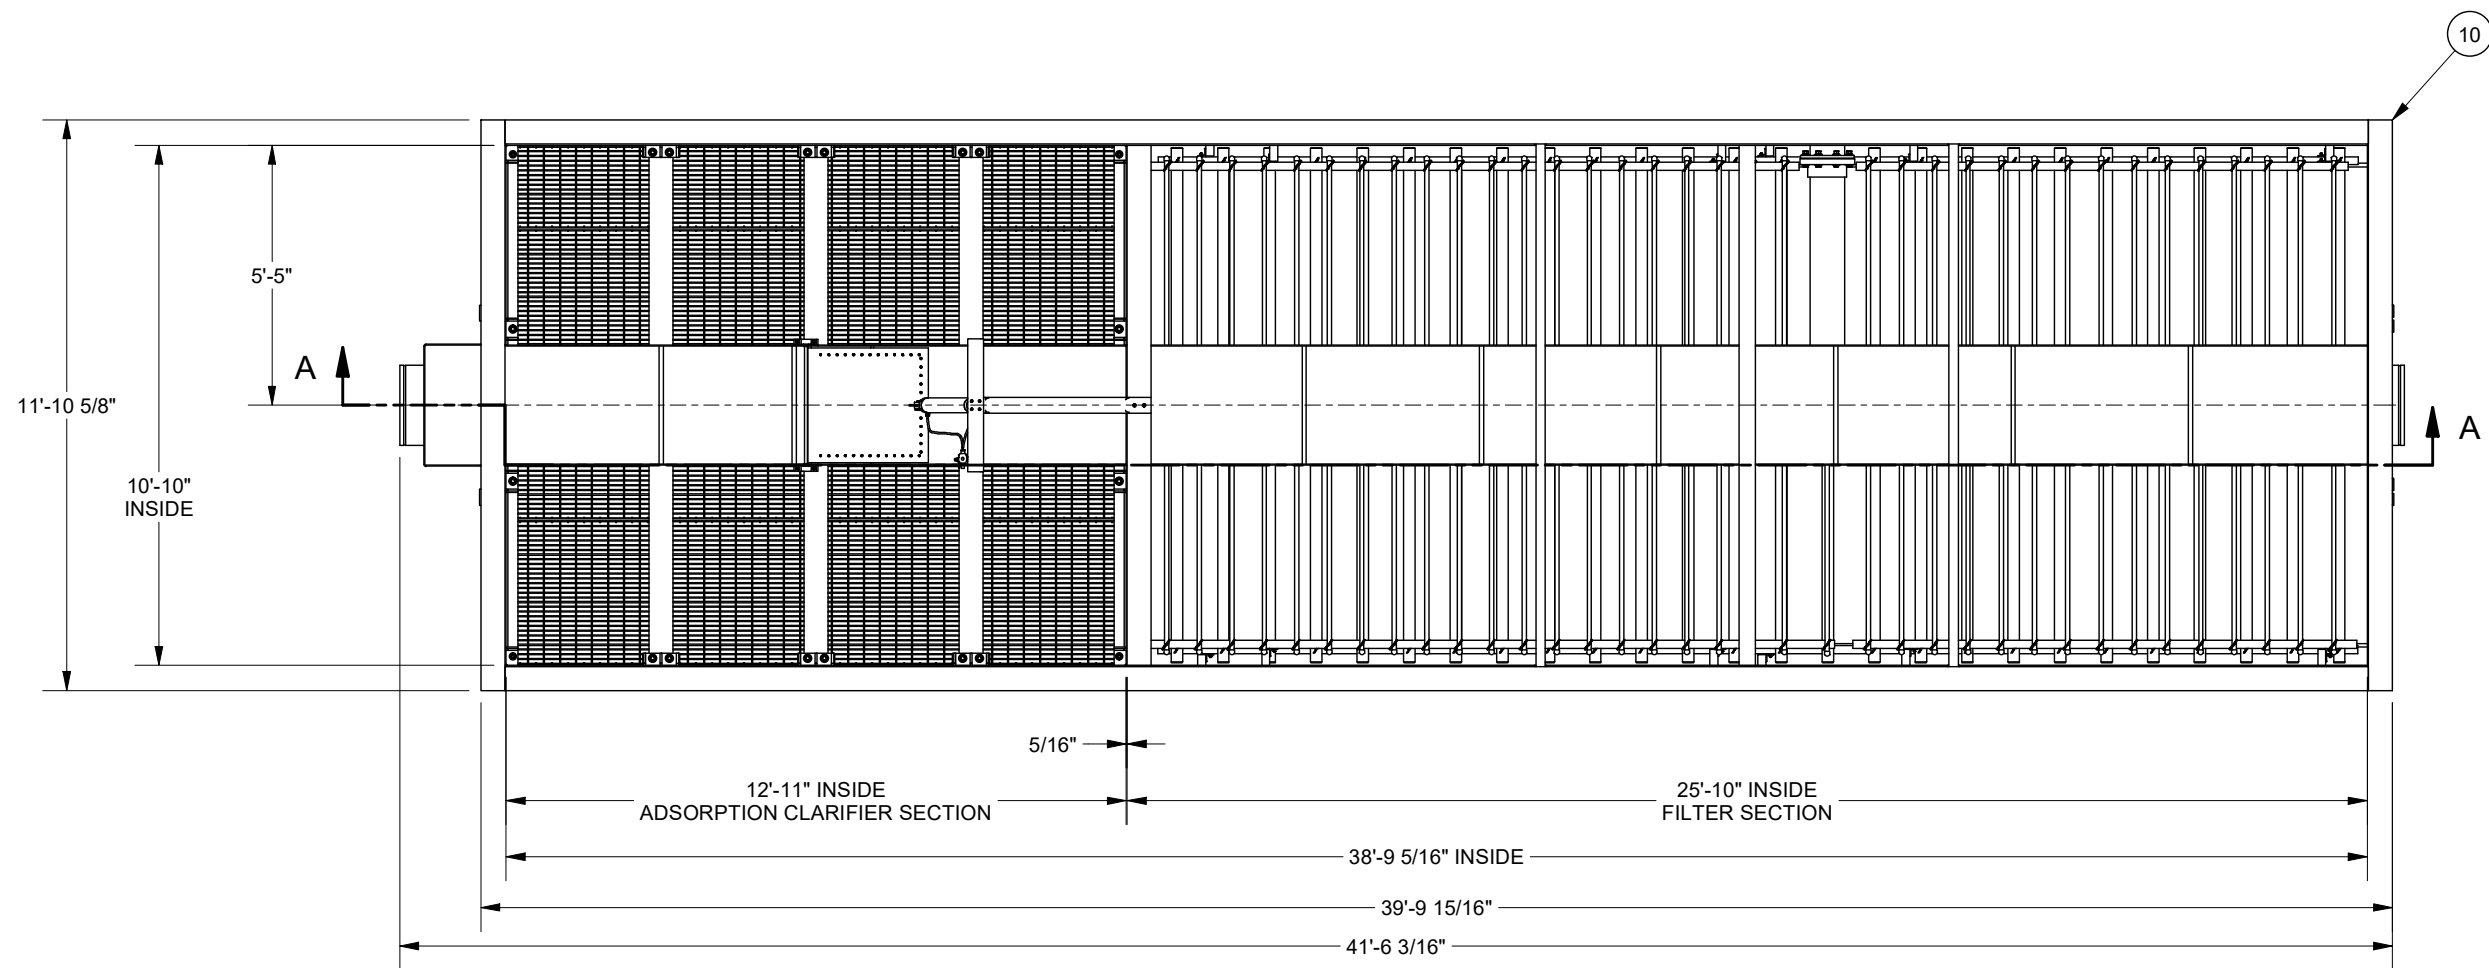 10
5'-5"
A
11'-10 5/8"
A
10'-10"
INSIDE
5/16"
12'-11" INSIDE
ADSORPTION CLARIFIER SECTION
25'-10" INSIDE
FILTER SECTION
38'-9 5/16" INSIDE
39'-9 15/16"
41'-6 3/16"